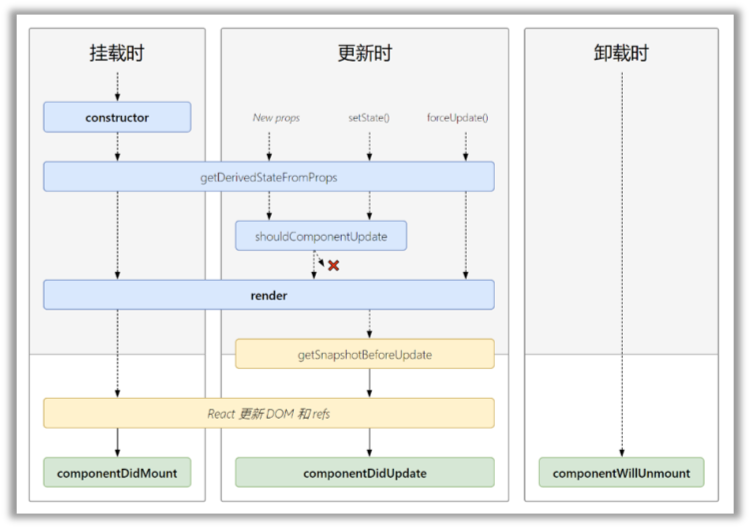 挂载时
更新时
卸载时
constructor
New props
setState()
forceUpdate()
getDerivedStateFromProps
shouldComponentUpdate
render
getSnapshotBeforeUpdate
React 更新 DOM 和 refs
componentDidMount
componentDidUpdate
componentWillUnmount